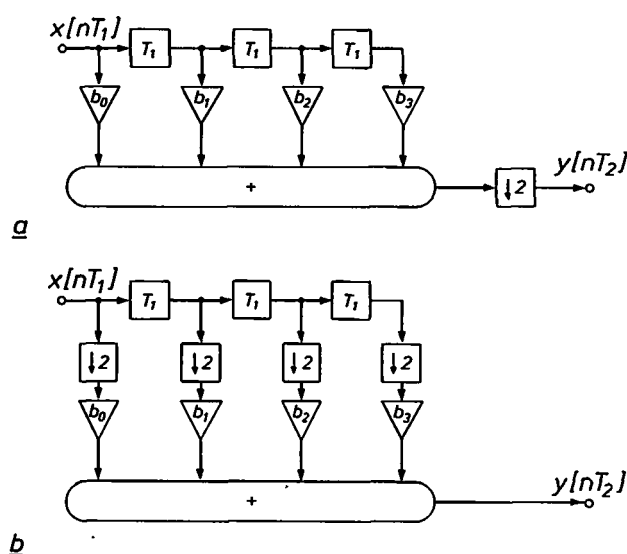 x[nT₁]
T₁ T₁ T₁
b₀ b₁ b₂ b₃
+ ↓2 y[nT₂]
a
x[nT₁]
T₁ T₁ T₁
↓2 ↓2 ↓2 ↓2
b₀ b₁ b₂ b₃
+ y[nT₂]
b